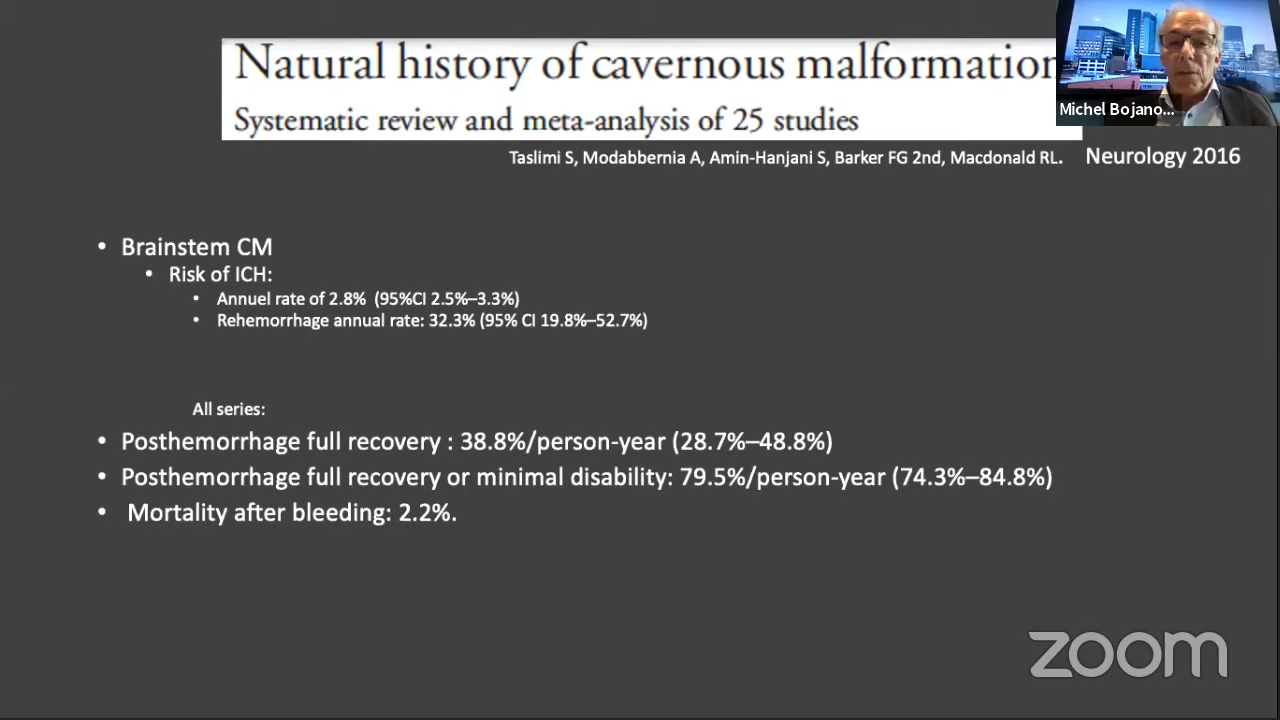 Natural history of cavernous malformation
Systematic review and meta-analysis of 25 studies
Michel Bojano...
Taslimi S, Modabbernia A, Amin-Hanjani S, Barker FG 2nd, Macdonald RL. Neurology 2016
• Brainstem CM
• Risk of ICH:
• Annuel rate of 2.8% (95%CI 2.5%–3.3%)
• Rehemorrhage annual rate: 32.3% (95% CI 19.8%–52.7%)
All series:
• Posthemorrhage full recovery : 38.8%/person-year (28.7%–48.8%)
• Posthemorrhage full recovery or minimal disability: 79.5%/person-year (74.3%–84.8%)
• Mortality after bleeding: 2.2%.
zoom